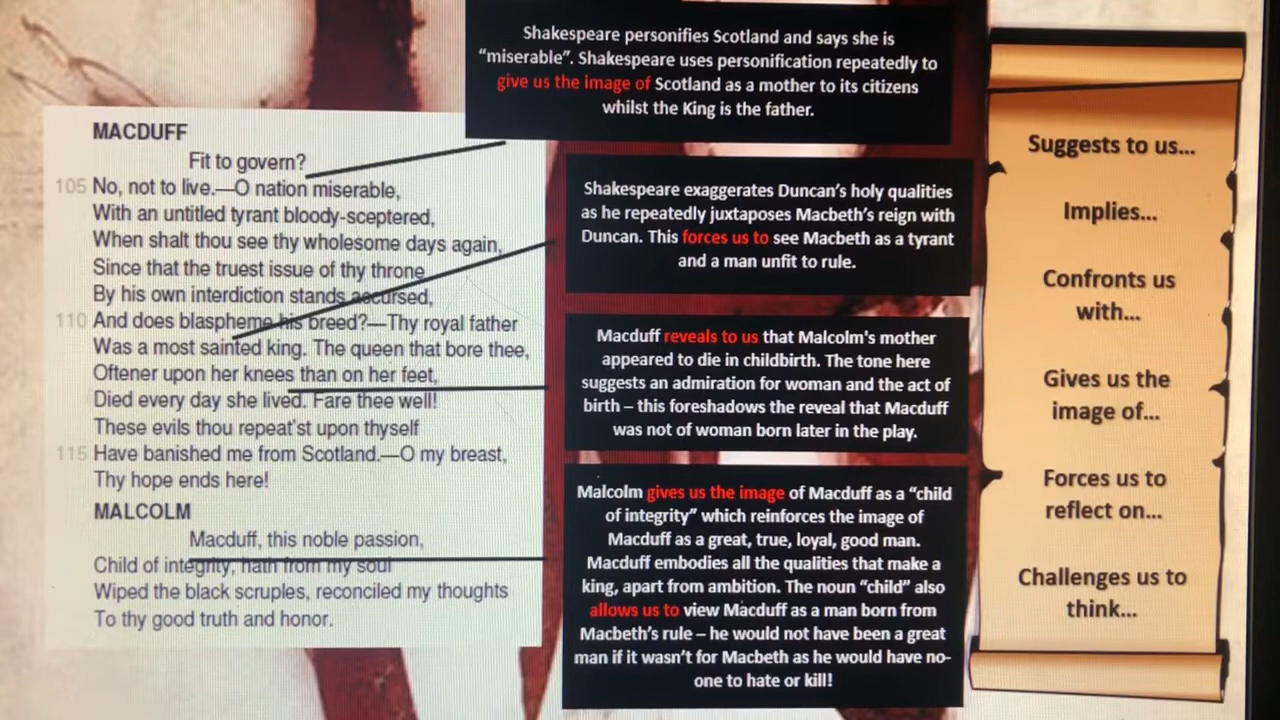 MACDUFF
Fit to govern?
105 No, not to live.—O nation miserable,
With an untitled tyrant bloody-sceptered,
When shalt thou see thy wholesome days again,
Since that the truest issue of thy throne
By his own interdiction stands accursed,
110 And does blaspheme his breed?—Thy royal father
Was a most sainted king. The queen that bore thee,
Oftener upon her knees than on her feet,
Died every day she lived. Fare thee well!
These evils thou repeat'st upon thyself
115 Have banished me from Scotland.—O my breast,
Thy hope ends here!
MALCOLM
Macduff, this noble passion,
Child of integrity, hath from my soul
Wiped the black scruples, reconciled my thoughts
To thy good truth and honor.
Shakespeare personifies Scotland and says she is
“miserable”. Shakespeare uses personification repeatedly to
give us the image of Scotland as a mother to its citizens
whilst the King is the father.
Shakespeare exaggerates Duncan’s holy qualities
as he repeatedly juxtaposes Macbeth’s reign with
Duncan. This forces us to see Macbeth as a tyrant
and a man unfit to rule.
Macduff reveals to us that Malcolm's mother
appeared to die in childbirth. The tone here
suggests an admiration for woman and the act of
birth – this foreshadows the reveal that Macduff
was not of woman born later in the play.
Malcolm gives us the image of Macduff as a “child
of integrity” which reinforces the image of
Macduff as a great, true, loyal, good man.
Macduff embodies all the qualities that make a
king, apart from ambition. The noun “child” also
allows us to view Macduff as a man born from
Macbeth’s rule – he would not have been a great
man if it wasn’t for Macbeth as he would have no-
one to hate or kill!
Suggests to us...
Implies...
Confronts us
with...
Gives us the
image of...
Forces us to
reflect on...
Challenges us to
think...